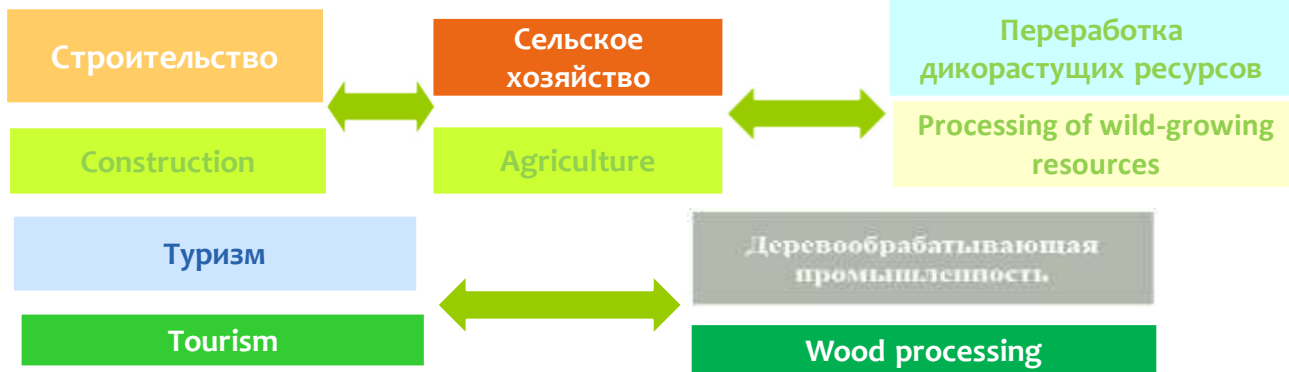 Строительство
Сельское
хозяйство
Переработка
дикорастущих ресурсов
Construction
Agriculture
Processing of wild-growing
resources
Туризм
Деревообрабатывающая
промышленность
Tourism
Wood processing